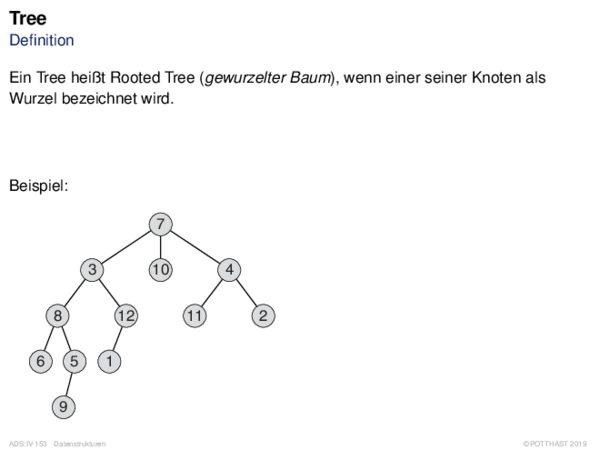 Tree
Definition
Ein Tree heißt Rooted Tree (gewurzelter Baum), wenn einer seiner Knoten als
Wurzel bezeichnet wird.
Beispiel:
7
3 10 4
8 12 11 2
6 5 1
9
ADS:IV-153 Datenstrukturen ©POTTHAST 2019